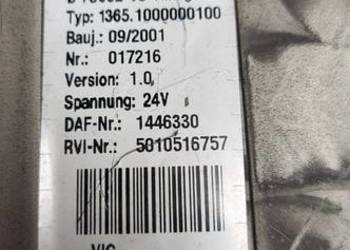 Typ: 1365.1000000100
Bauj.: 09/2001
Nr.: 017216
Version: 1.0
Spannung: 24V
DAF-Nr.: 1446330
RVI-Nr.: 5010516757